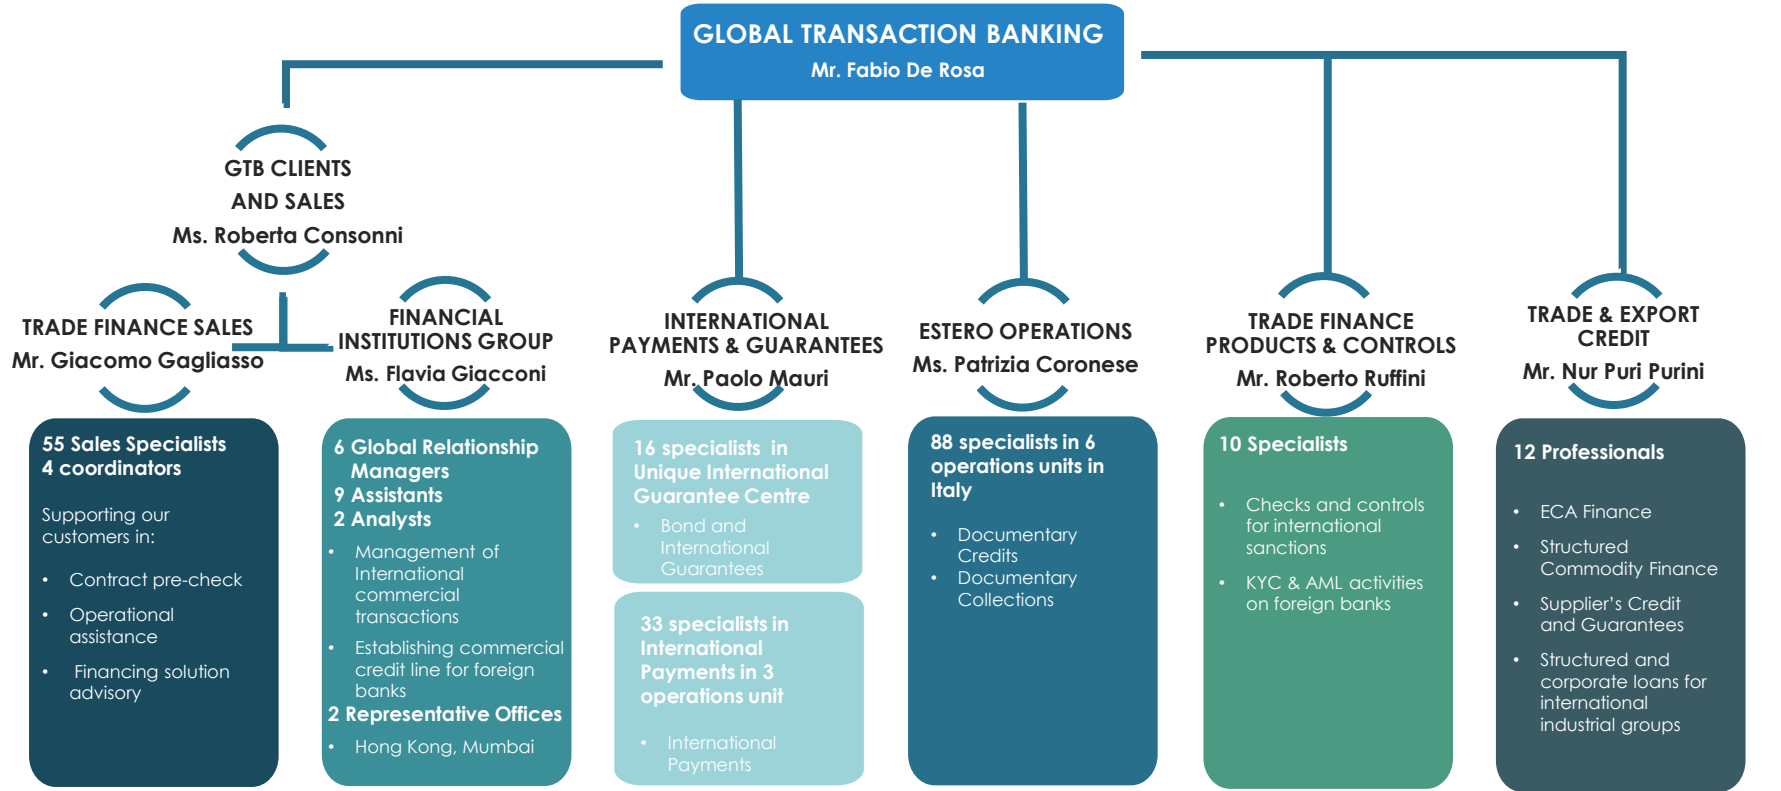 GLOBAL TRANSACTION BANKING
Mr. Fabio De Rosa
GTB CLIENTS
AND SALES
Ms. Roberta Consonni
TRADE FINANCE SALES
Mr. Giacomo Gagliasso
FINANCIAL
INSTITUTIONS GROUP
Ms. Flavia Giacconi
INTERNATIONAL
PAYMENTS & GUARANTEES
Mr. Paolo Mauri
ESTERO OPERATIONS
Ms. Patrizia Coronese
TRADE FINANCE
PRODUCTS & CONTROLS
Mr. Roberto Ruffini
TRADE & EXPORT
CREDIT
Mr. Nur Puri Purini
55 Sales Specialists
4 coordinators
Supporting our
customers in:
• Contract pre-check
• Operational
assistance
• Financing solution
advisory
6 Global Relationship
Managers
9 Assistants
2 Analysts
• Management of
International
commercial
transactions
• Establishing commercial
credit line for foreign
banks
2 Representative Offices
• Hong Kong, Mumbai
16 specialists in
Unique International
Guarantee Centre
• Bond and
International
Guarantees
33 specialists in
International
Payments in 3
operations unit
• International
Payments
88 specialists in 6
operations units in
Italy
• Documentary
Credits
• Documentary
Collections
10 Specialists
• Checks and controls
for international
sanctions
• KYC & AML activities
on foreign banks
12 Professionals
• ECA Finance
• Structured
Commodity Finance
• Supplier’s Credit
and Guarantees
• Structured and
corporate loans for
international
industrial groups